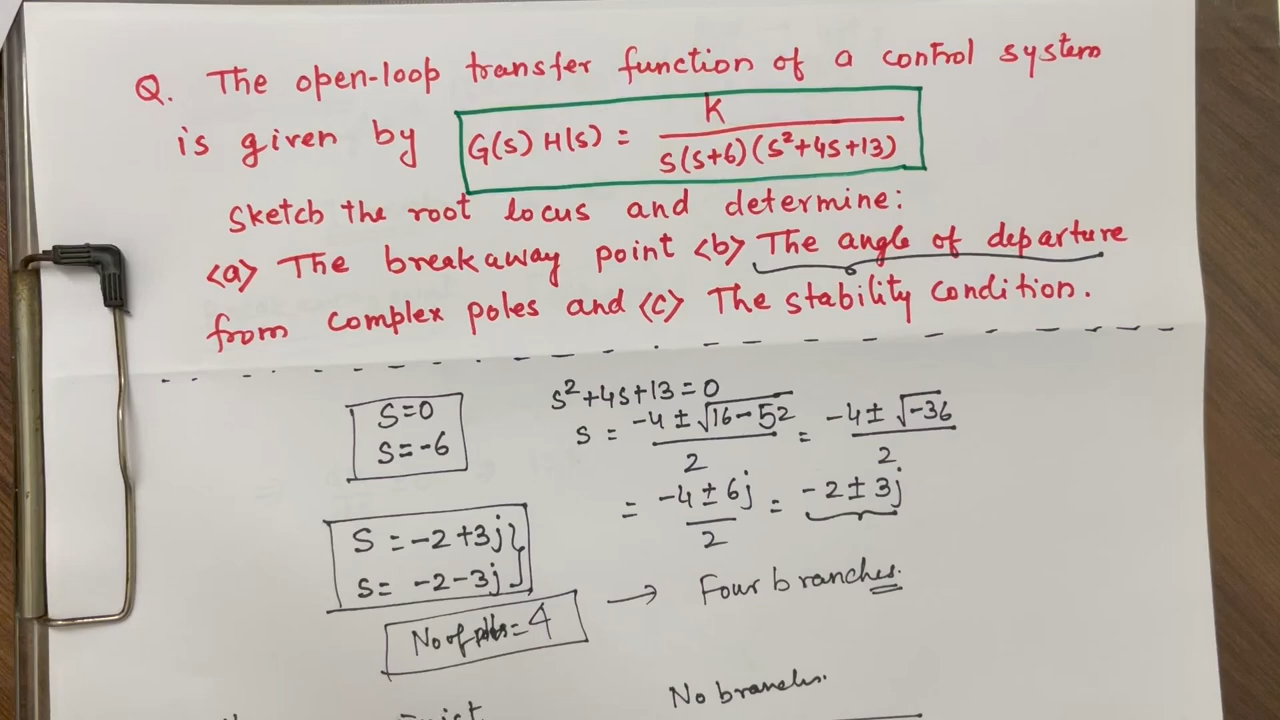 Q. The open-loop transfer function of a control system
is given by G(s) H(s) = K / s(s+6)(s²+4s+13)
Sketch the root locus and determine:
<a> The breakaway point <b> The angle of departure
from complex poles and <c> The stability condition.
S=0
S=-6
s²+4s+13=0
s = (-4 ± √16-52) / 2 = (-4 ± √-36) / 2
= (-4 ± 6j) / 2 = -2 ± 3j
S = -2+3j
S = -2-3j
No of = 4 → Four branches.
No branches.